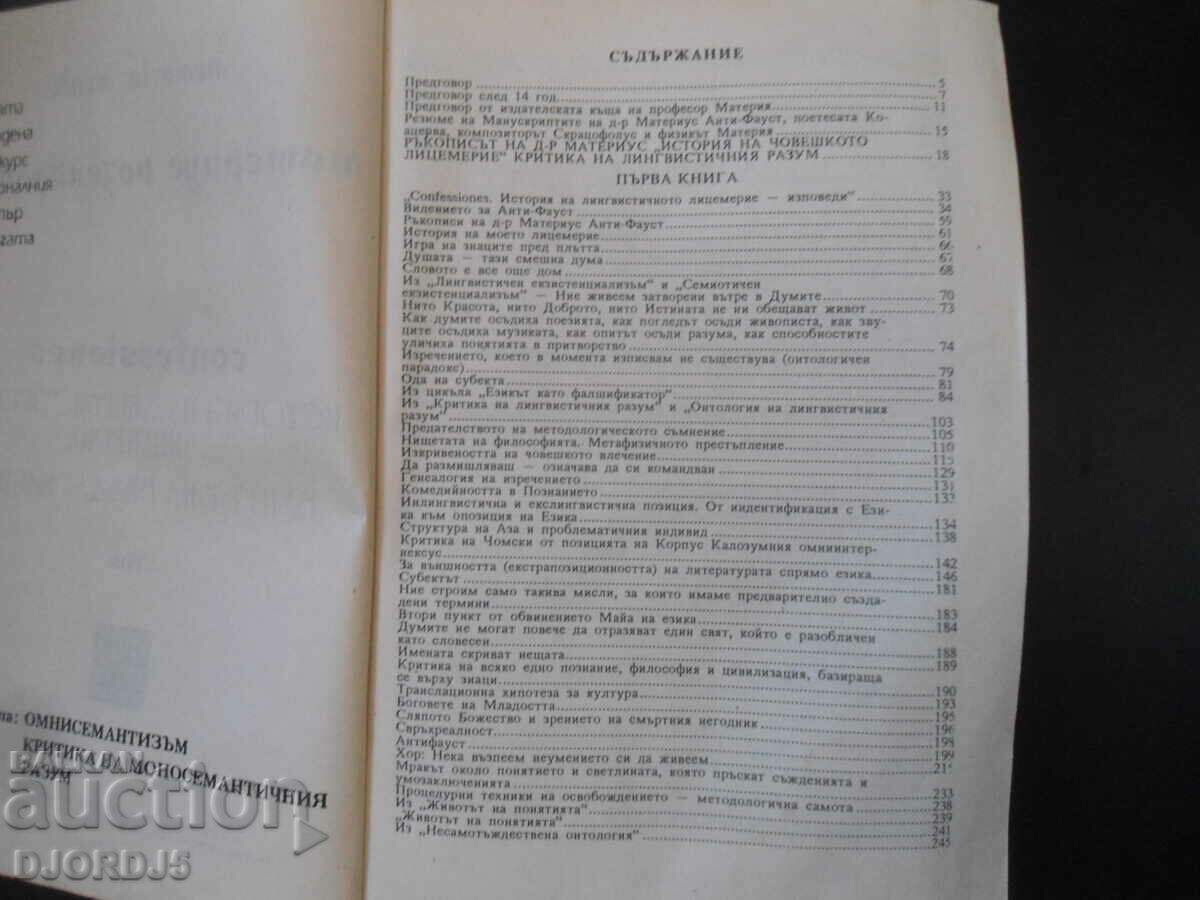 ята
дена
курс
оналния
тър
гата
confessiones
ла: ОМНИСЕМАНТИЗЪМ
КРИТИКА НА МОНОСЕМАНТИЧНИЯ
РАЗУМ
СЪДЪРЖАНИЕ
Предговор 5
Предговор след 14 год. 7
Предговор от издателската къща на професор Материя 11
Резюме на Манускриптите на д-р Материус Анти-Фауст, поетесата Ко-
ацерва, композиторът Скрацофолус и физикът Материя 15
РЪКОПИСЪТ НА Д-Р МАТЕРИУС „ИСТОРИЯ НА ЧОВЕШКОТО
ЛИЦЕМЕРИЕ“ КРИТИКА НА ЛИНГВИСТИЧНИЯ РАЗУМ 18
ПЪРВА КНИГА
„Confessiones. История на лингвистичното лицемерие — изповеди“ 33
Видението за Анти-Фауст 34
Ръкописи на д-р Материус Анти-Фауст 59
История на моето лицемерие 61
Игра на знаците пред плътта 66
Душата — тази смешна дума 67
Словото е все още дом 68
Из „Лингвистичен екзистенциализъм“ и „Семиотичен
екзистенциализъм“ — Ние живеем затворени вътре в Думите 70
Нито Красота, нито Доброто, нито Истината не ни обещават живот 73
Как думите осъдиха поезията, как погледът осъди живописта, как зву-
ците осъдиха музиката, как опитът осъди разума, как способностите
уличиха понятията в притворство 74
Изречението, което в момента изписвам не съществува (онтологичен
парадокс) 79
Ода на субекта 81
Из цикъла „Езикът като фалшификатор“ 84
Из „Критика на лингвистичния разум“ и „Онтология на лингвистичния
разум“ 103
Предателството на методологическото съмнение 105
Нищетата на философията. Метафизичното престъпление 110
Извривеността на човешкото влечение 115
Да размишляваш — означава да си командван 129
Генеалогия на изречението 131
Комедийността в Познанието 132
Инлингвистична и екслингвистична позиция. От индентификация с Ези-
ка към опозиция на Езика 134
Структура на Аза и проблематичния индивид 138
Критика на Чомски от позицията на Корпус Калозумния омниинтер-
нексус 142
За външността (екстрапозиционността) на литературата спрямо езика 146
Субектът 181
Ние строим само такива мисли, за които имаме предварително създа-
дени термини 183
Втори пункт от обвинението Майа на езика 184
Думите не могат повече да отразяват един свят, който е разобличен
като словесен 188
Имената скриват нещата 189
Критика на всяко едно познание, философия и цивилизация, базираща
се върху знаци 190
Транслационна хипотеза за култура 193
Боговете на Младостта 195
Сляпото Божество и зрението на смъртния негодник 196
Свръхреалност 198
Антифауст 199
Хор: Нека възпеем неумението си да живеем
Мракът около понятието и светлината, която пръскат съжденията и
умозаключенията 233
Процедурни техники на освобождението — методологична самота 238
Из „Животът на понятията“ 239
„Животът на понятията“ 241
Из „Несамотъждествена онтология“ 245
BALKAN
auction
DJORDJ5